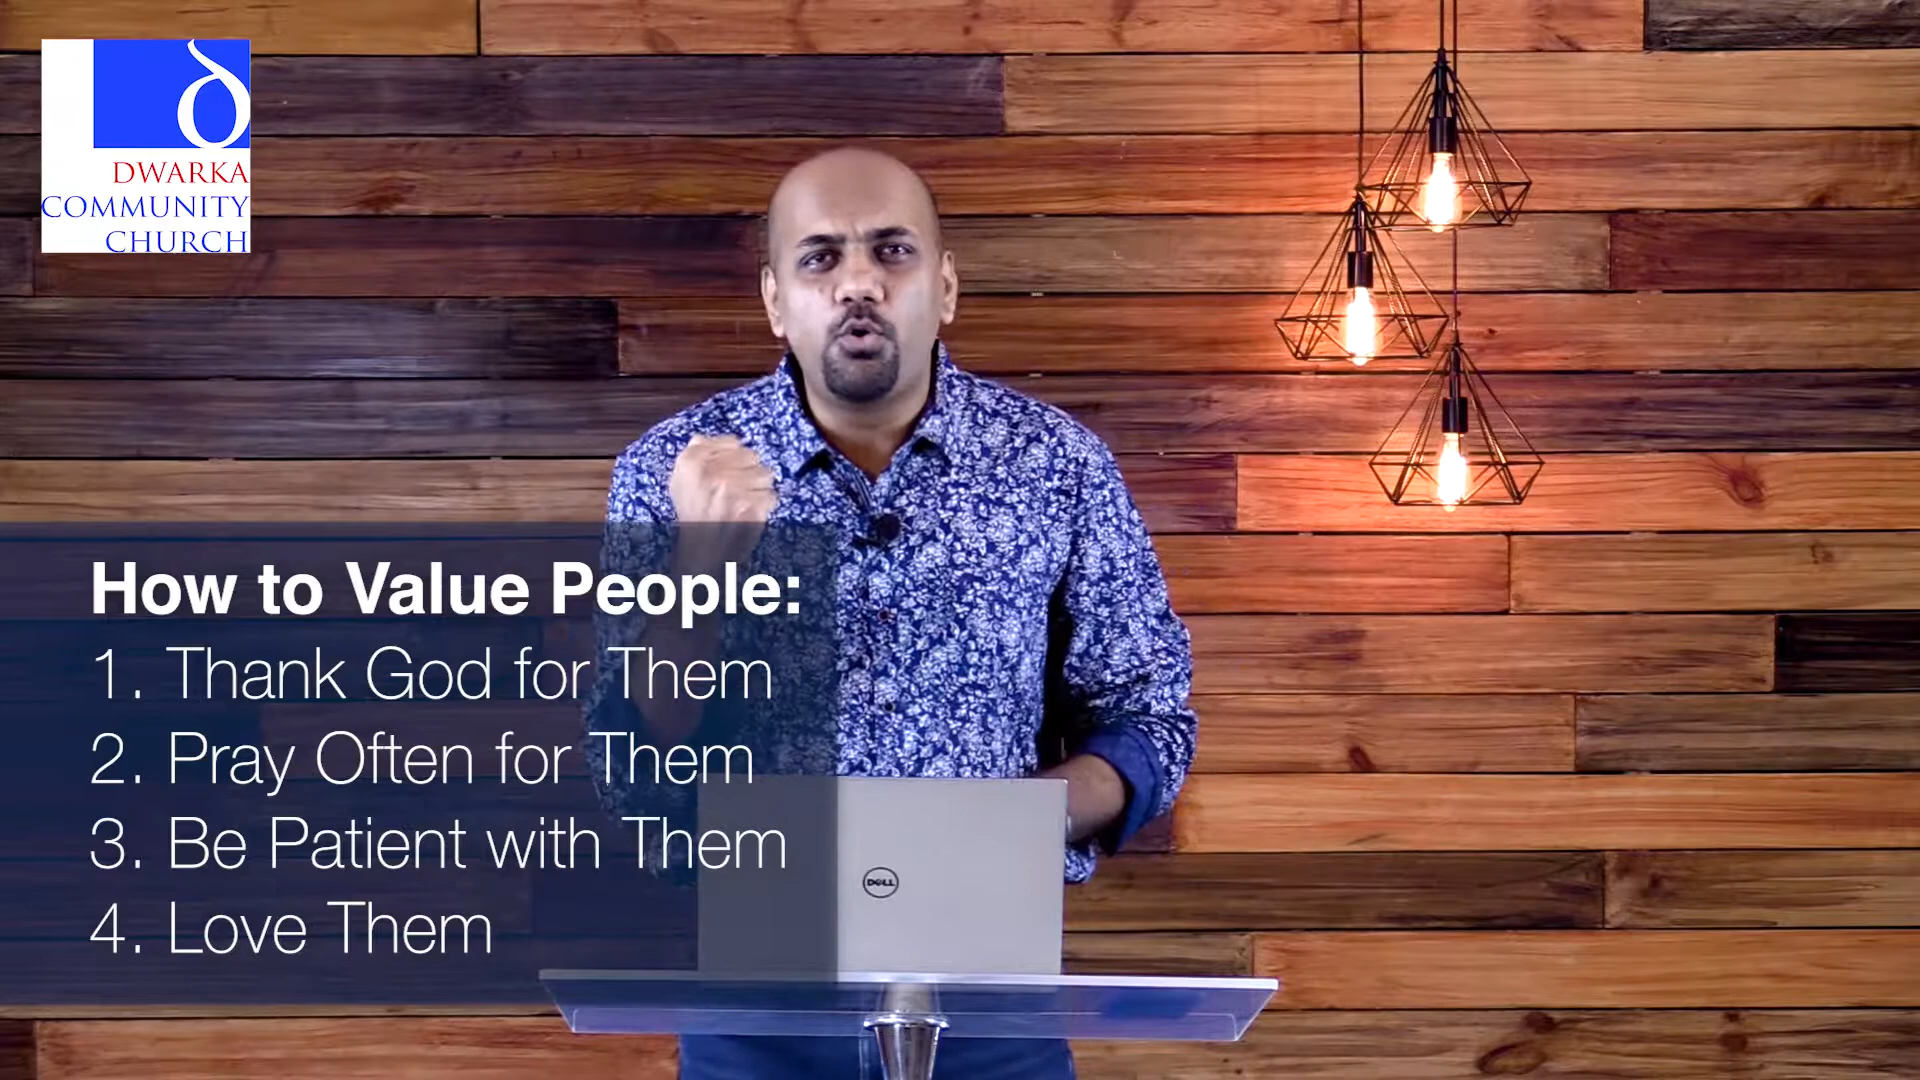 DWARKA
COMMUNITY
CHURCH
How to Value People:
1. Thank God for Them
2. Pray Often for Them
3. Be Patient with Them
4. Love Them
DELL